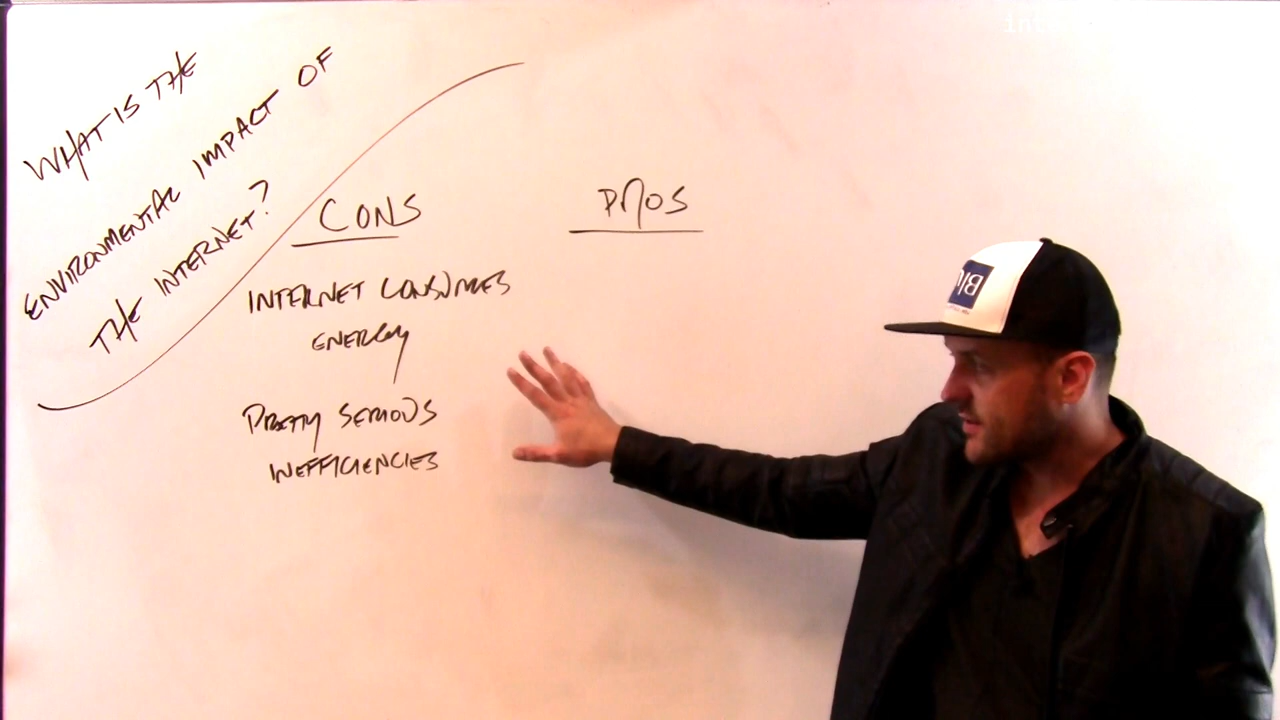 WHAT IS THE
ENVIRONMENTAL IMPACT OF
THE INTERNET?
CONS
INTERNET CONSUMES
ENERGY
PRETTY SERIOUS
INEFFICIENCIES
PROS